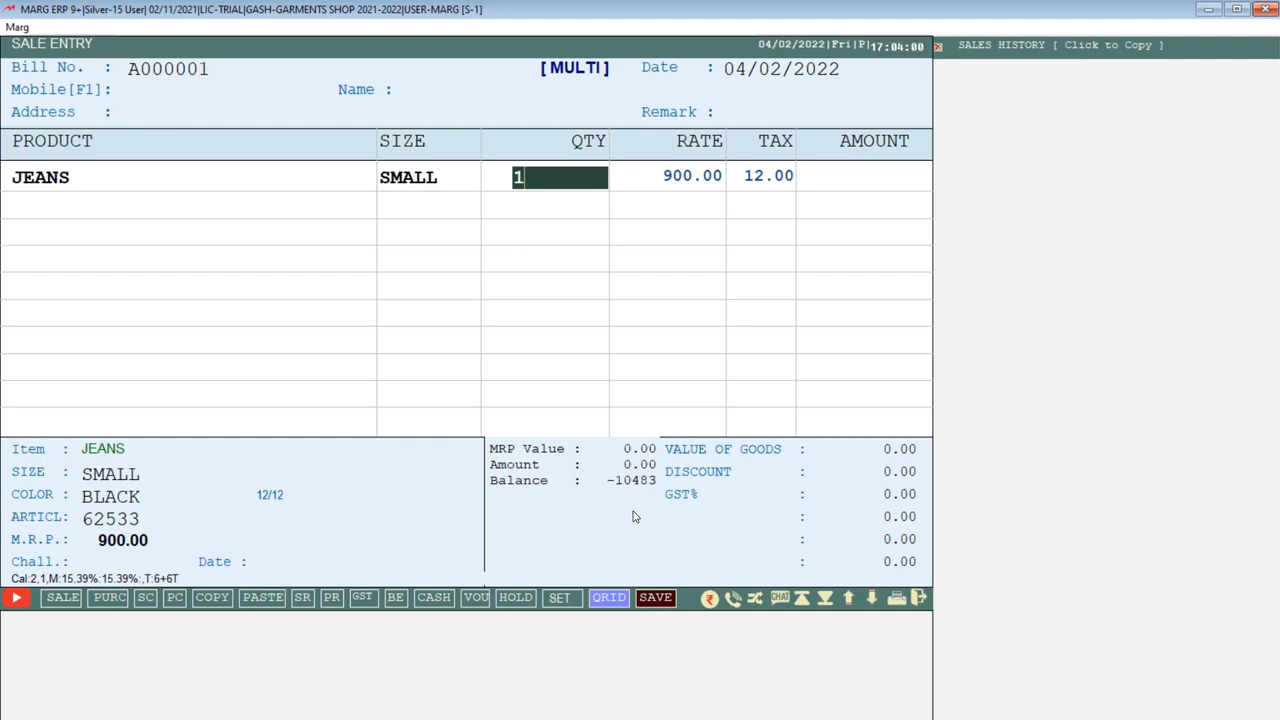 MARG ERP 9+|Silver-15 User| 02/11/2021|LIC-TRIAL|GASH-GARMENTS SHOP 2021-2022|USER-MARG [S-1]
Marg
SALE ENTRY 04/02/2022|Fri|P|17:04:00 SALES HISTORY [ Click to Copy ]
Bill No. : A000001 [ MULTI ] Date : 04/02/2022
Mobile[F1]: Name :
Address : Remark :
PRODUCT SIZE QTY RATE TAX AMOUNT
JEANS SMALL 1 900.00 12.00
Item : JEANS MRP Value : 0.00 VALUE OF GOODS : 0.00
SIZE : SMALL Amount : 0.00 DISCOUNT : 0.00
COLOR : BLACK 12/12 Balance : -10483 GST% : 0.00
ARTICL: 62533 : 0.00
M.R.P.: 900.00 : 0.00
Chall.: Date : : 0.00
Cal:2,1,M:15.39%:15.39%:,T:6+6T
SALE PURC SC PC COPY PASTE SR PR GST BE CASH VOU HOLD SET QRID SAVE ₹ CHAT